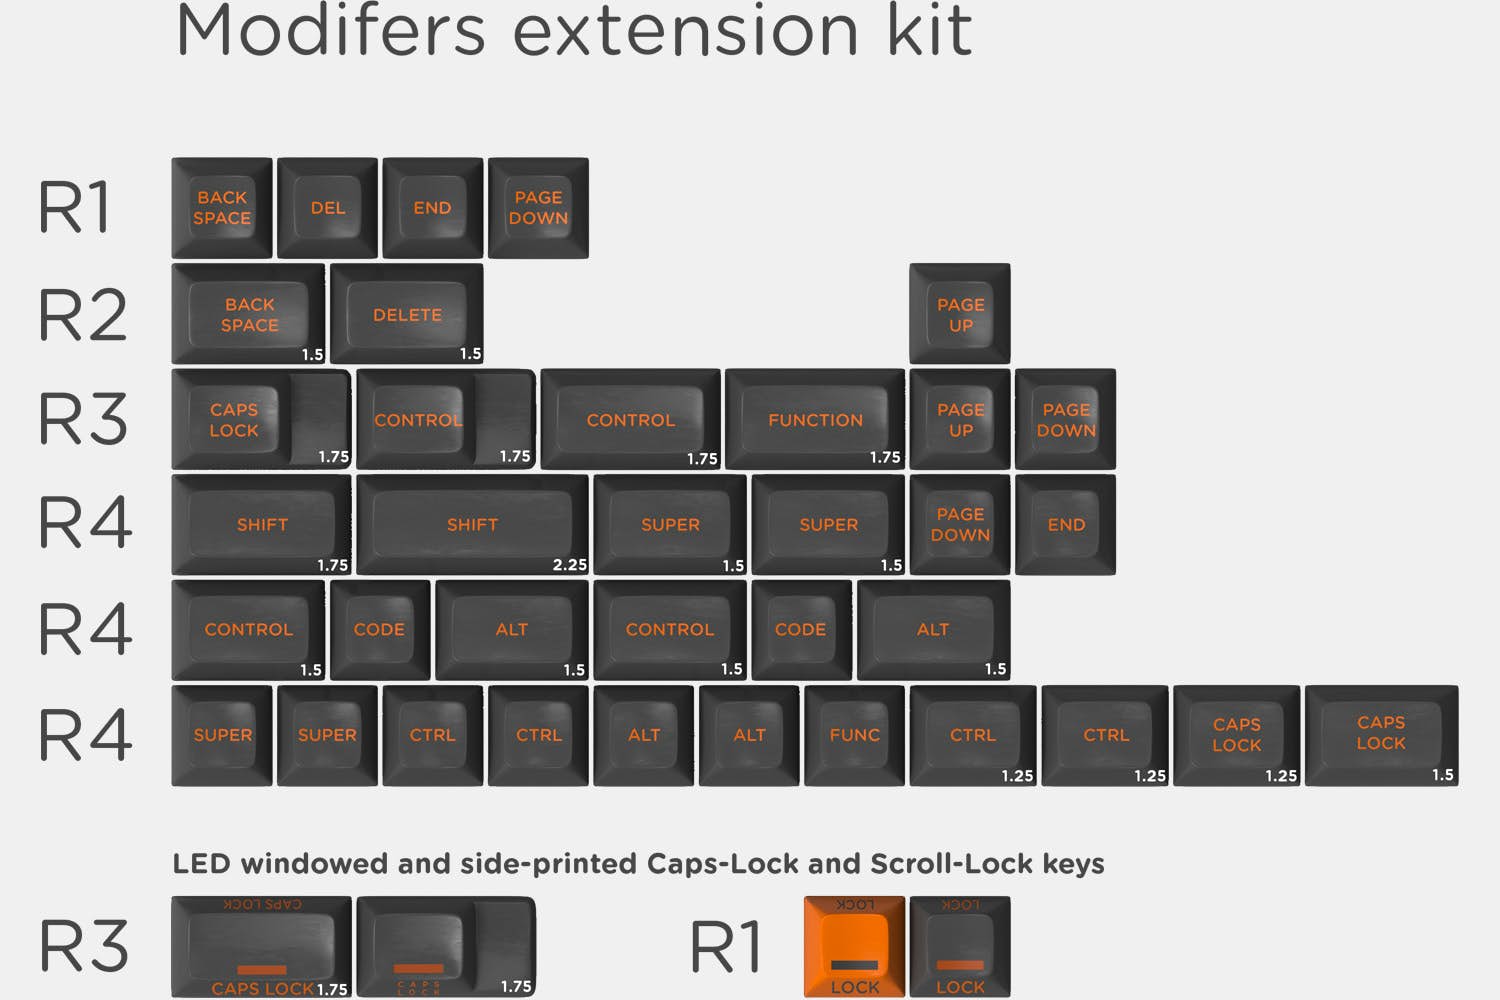 Modifers extension kit
R1
BACK
SPACE
DEL
END
PAGE
DOWN
R2
BACK
SPACE
1.5
DELETE
1.5
PAGE
UP
R3
CAPS
LOCK
1.75
CONTROL
1.75
CONTROL
1.75
FUNCTION
1.75
PAGE
UP
PAGE
DOWN
R4
SHIFT
1.75
SHIFT
2.25
SUPER
1.5
SUPER
1.5
PAGE
DOWN
END
R4
CONTROL
1.5
CODE
ALT
1.5
CONTROL
1.5
CODE
ALT
1.5
R4
SUPER
SUPER
CTRL
CTRL
ALT
ALT
FUNC
CTRL
1.25
CTRL
1.25
CAPS
LOCK
1.25
CAPS
LOCK
1.5
LED windowed and side-printed Caps-Lock and Scroll-Lock keys
R3
CAPS LOCK
CAPS LOCK
1.75
CAPS
LOCK
1.75
R1
LOCK
LOCK
LOCK
LOCK